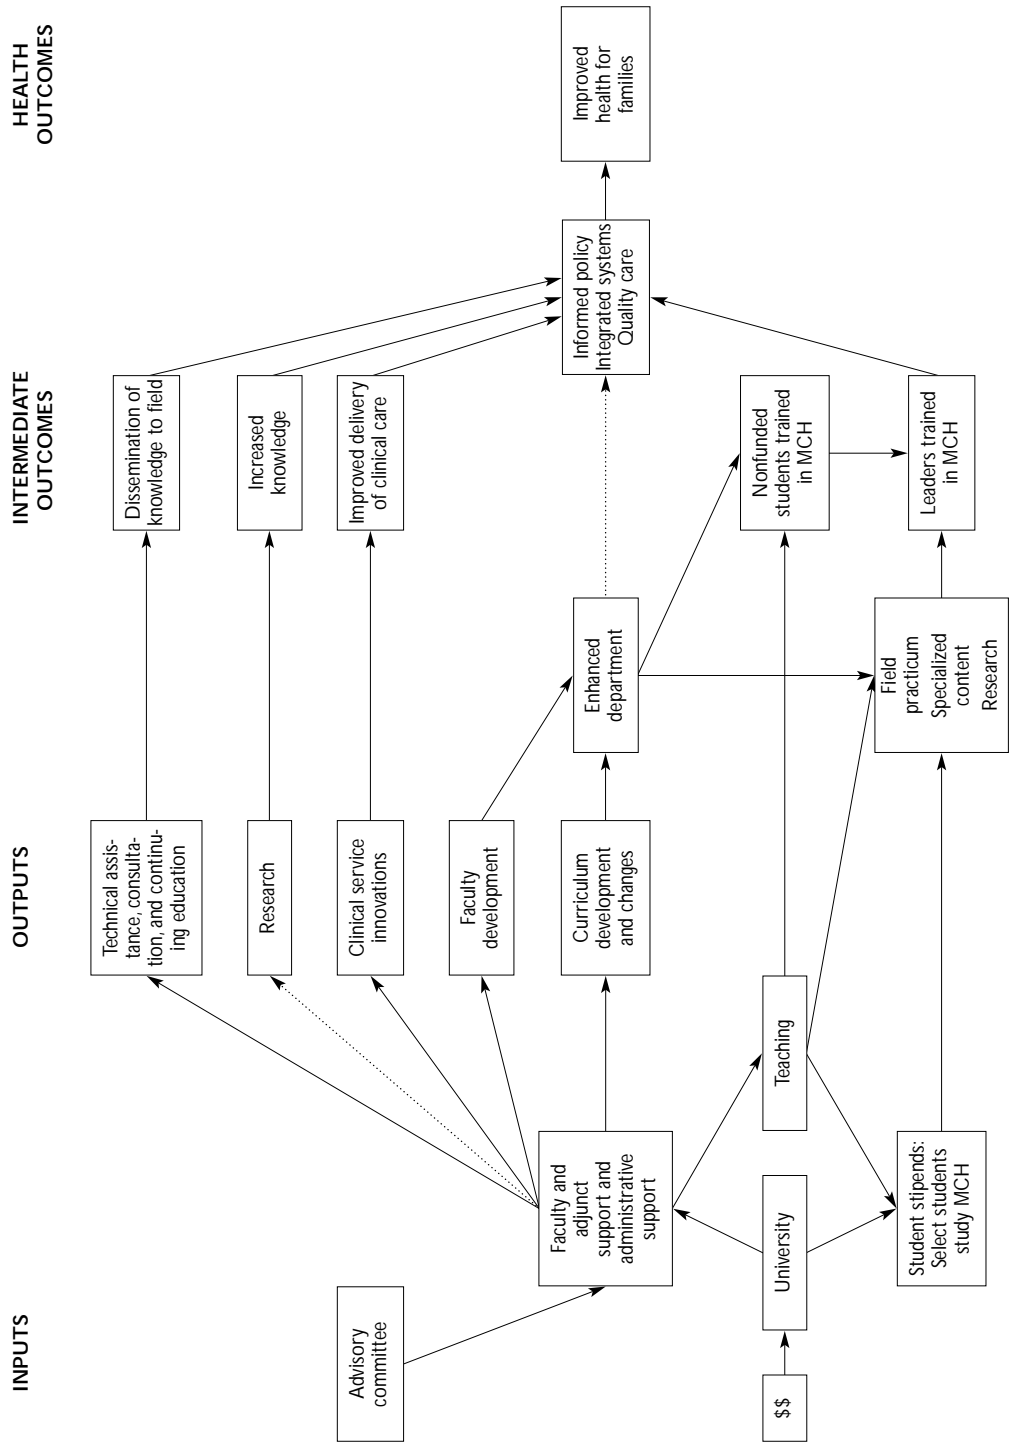 INPUTS
OUTPUTS
INTERMEDIATE
OUTCOMES
HEALTH
OUTCOMES
Advisory
committee
$$
University
Faculty and
adjunct
support and
administrative
support
Student stipends:
Select students
study MCH
Teaching
Technical assis-
tance, consulta-
tion, and continu-
ing education
Research
Clinical service
innovations
Faculty
development
Curriculum
development
and changes
Enhanced
department
Field
practicum
Specialized
content
Research
Dissemination of
knowledge to field
Increased
knowledge
Improved delivery
of clinical care
Nonfunded
students trained
in MCH
Leaders trained
in MCH
Informed policy
Integrated systems
Quality care
Improved
health for
families